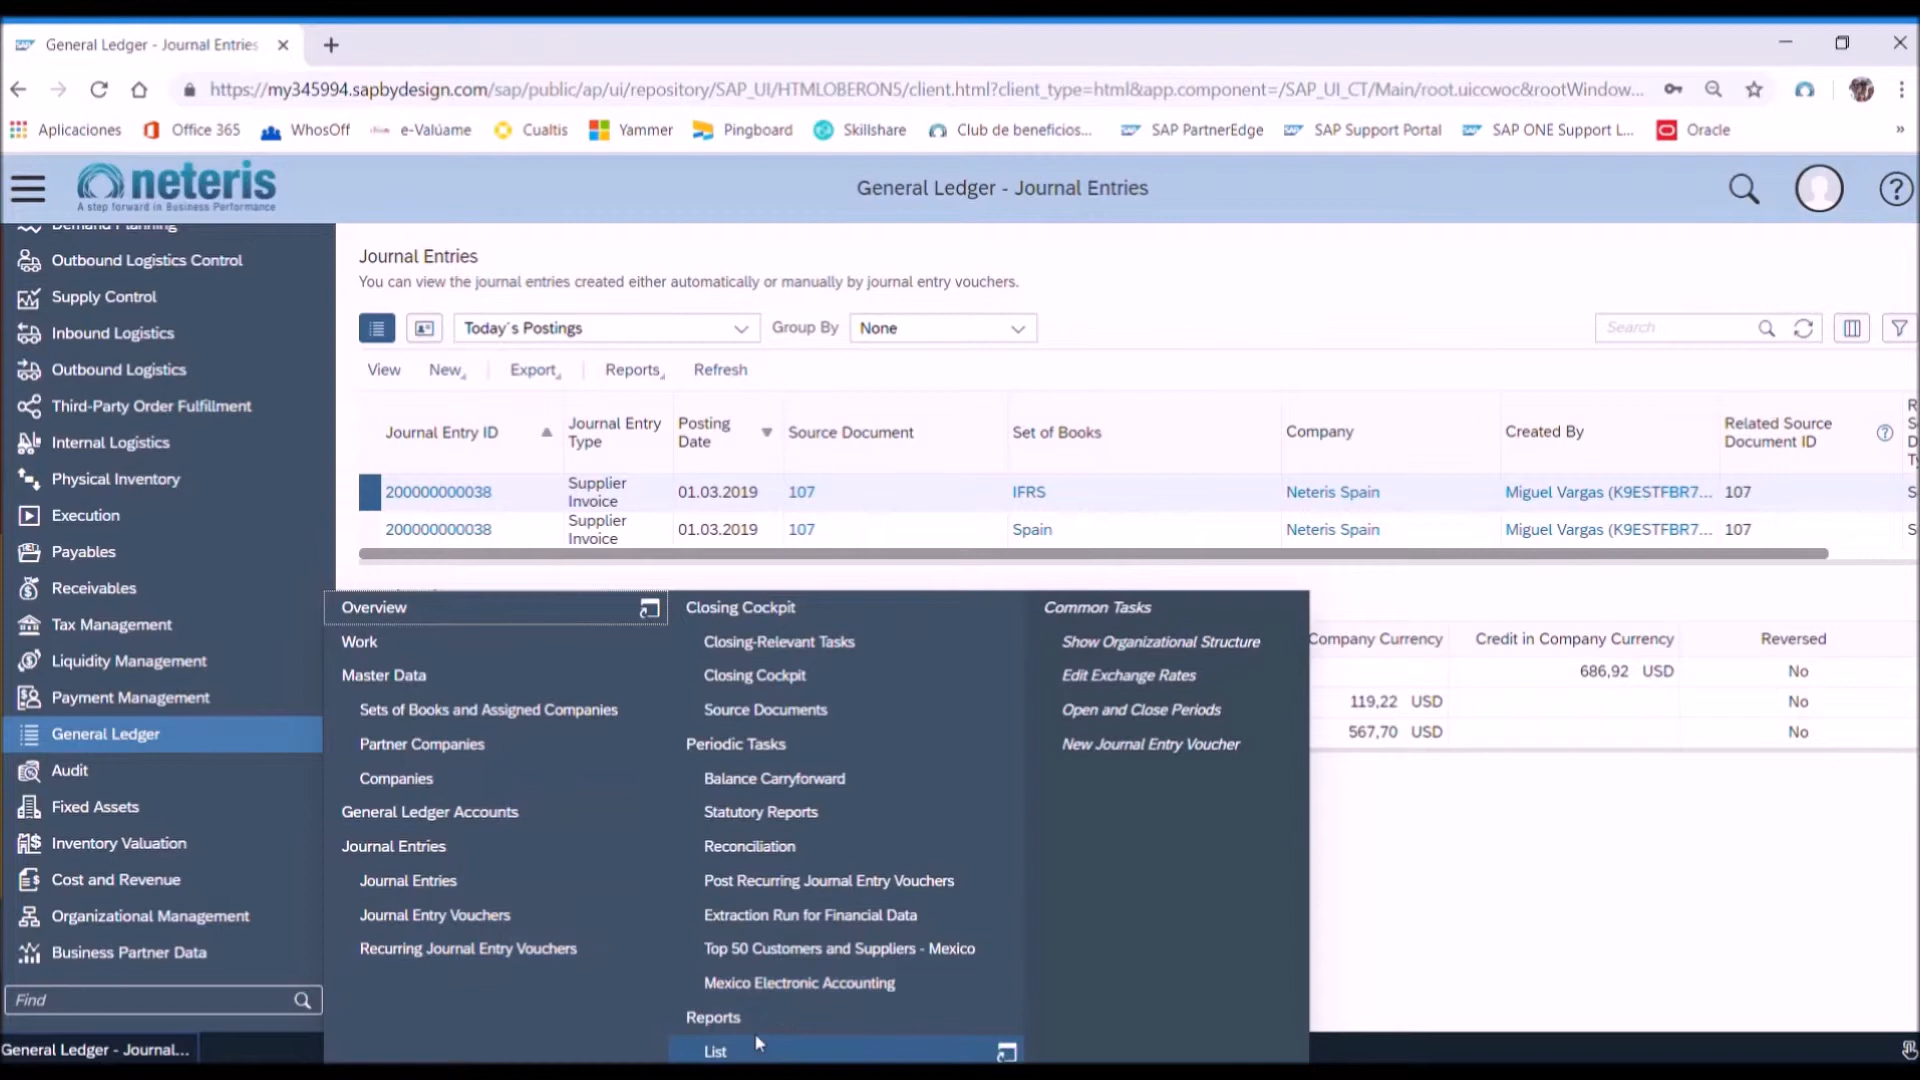 General Ledger - Journal Entries
https://my345994.sapbydesign.com/sap/public/ap/ui/repository/SAP_UI/HTMLOBERON5/client.html?client_type=html&app.component=/SAP_UI_CT/Main/root.uiccwoc&rootWindow...
Aplicaciones Office 365 WhosOff e-Valúame Cualtis Yammer Pingboard Skillshare Club de beneficios... SAP PartnerEdge SAP Support Portal SAP ONE Support L... Oracle »
neteris
A step forward in Business Performance
General Ledger - Journal Entries
Demand Planning
Outbound Logistics Control
Supply Control
Inbound Logistics
Outbound Logistics
Third-Party Order Fulfillment
Internal Logistics
Physical Inventory
Execution
Payables
Receivables
Tax Management
Liquidity Management
Payment Management
General Ledger
Audit
Fixed Assets
Inventory Valuation
Cost and Revenue
Organizational Management
Business Partner Data
Find
General Ledger - Journal...
Journal Entries
You can view the journal entries created either automatically or manually by journal entry vouchers.
Today´s Postings Group By None Search
View New Export Reports Refresh
Journal Entry ID Journal Entry Type Posting Date Source Document Set of Books Company Created By Related Source Document ID
200000000038 Supplier Invoice 01.03.2019 107 IFRS Neteris Spain Miguel Vargas (K9ESTFBR7... 107 S
200000000038 Supplier Invoice 01.03.2019 107 Spain Neteris Spain Miguel Vargas (K9ESTFBR7... 107 S
Overview
Work
Master Data
Sets of Books and Assigned Companies
Partner Companies
Companies
General Ledger Accounts
Journal Entries
Journal Entries
Journal Entry Vouchers
Recurring Journal Entry Vouchers
Closing Cockpit
Closing-Relevant Tasks
Closing Cockpit
Source Documents
Periodic Tasks
Balance Carryforward
Statutory Reports
Reconciliation
Post Recurring Journal Entry Vouchers
Extraction Run for Financial Data
Top 50 Customers and Suppliers - Mexico
Mexico Electronic Accounting
Reports
List
Common Tasks
Show Organizational Structure
Edit Exchange Rates
Open and Close Periods
New Journal Entry Voucher
Company Currency Credit in Company Currency Reversed
686,92 USD No
119,22 USD No
567,70 USD No